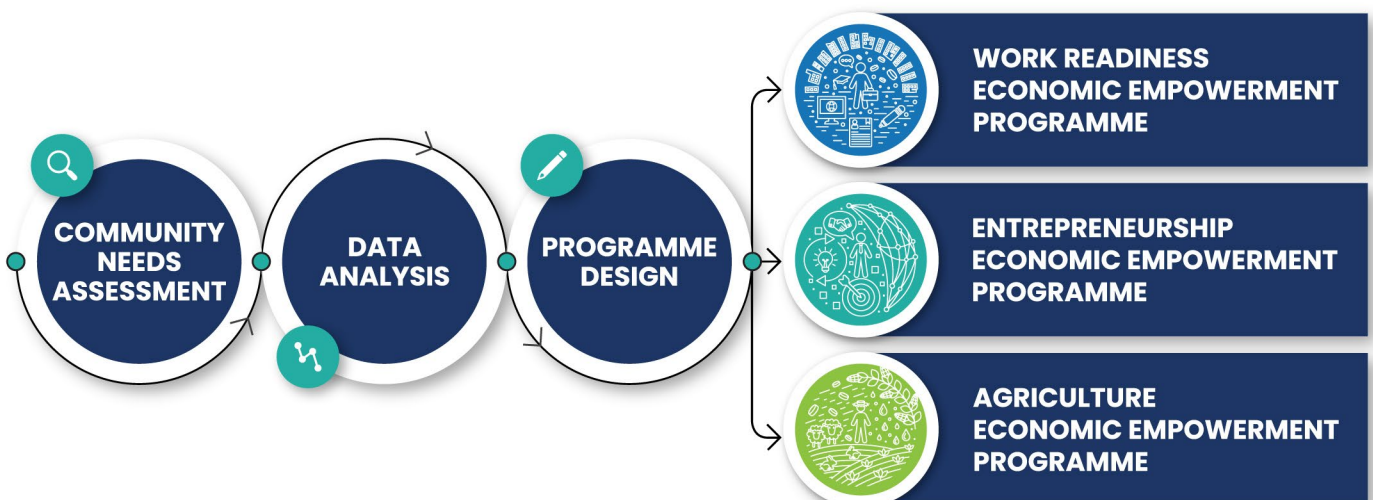 COMMUNITY
NEEDS
ASSESSMENT
DATA
ANALYSIS
PROGRAMME
DESIGN
WORK READINESS
ECONOMIC EMPOWERMENT
PROGRAMME
ENTREPRENEURSHIP
ECONOMIC EMPOWERMENT
PROGRAMME
AGRICULTURE
ECONOMIC EMPOWERMENT
PROGRAMME